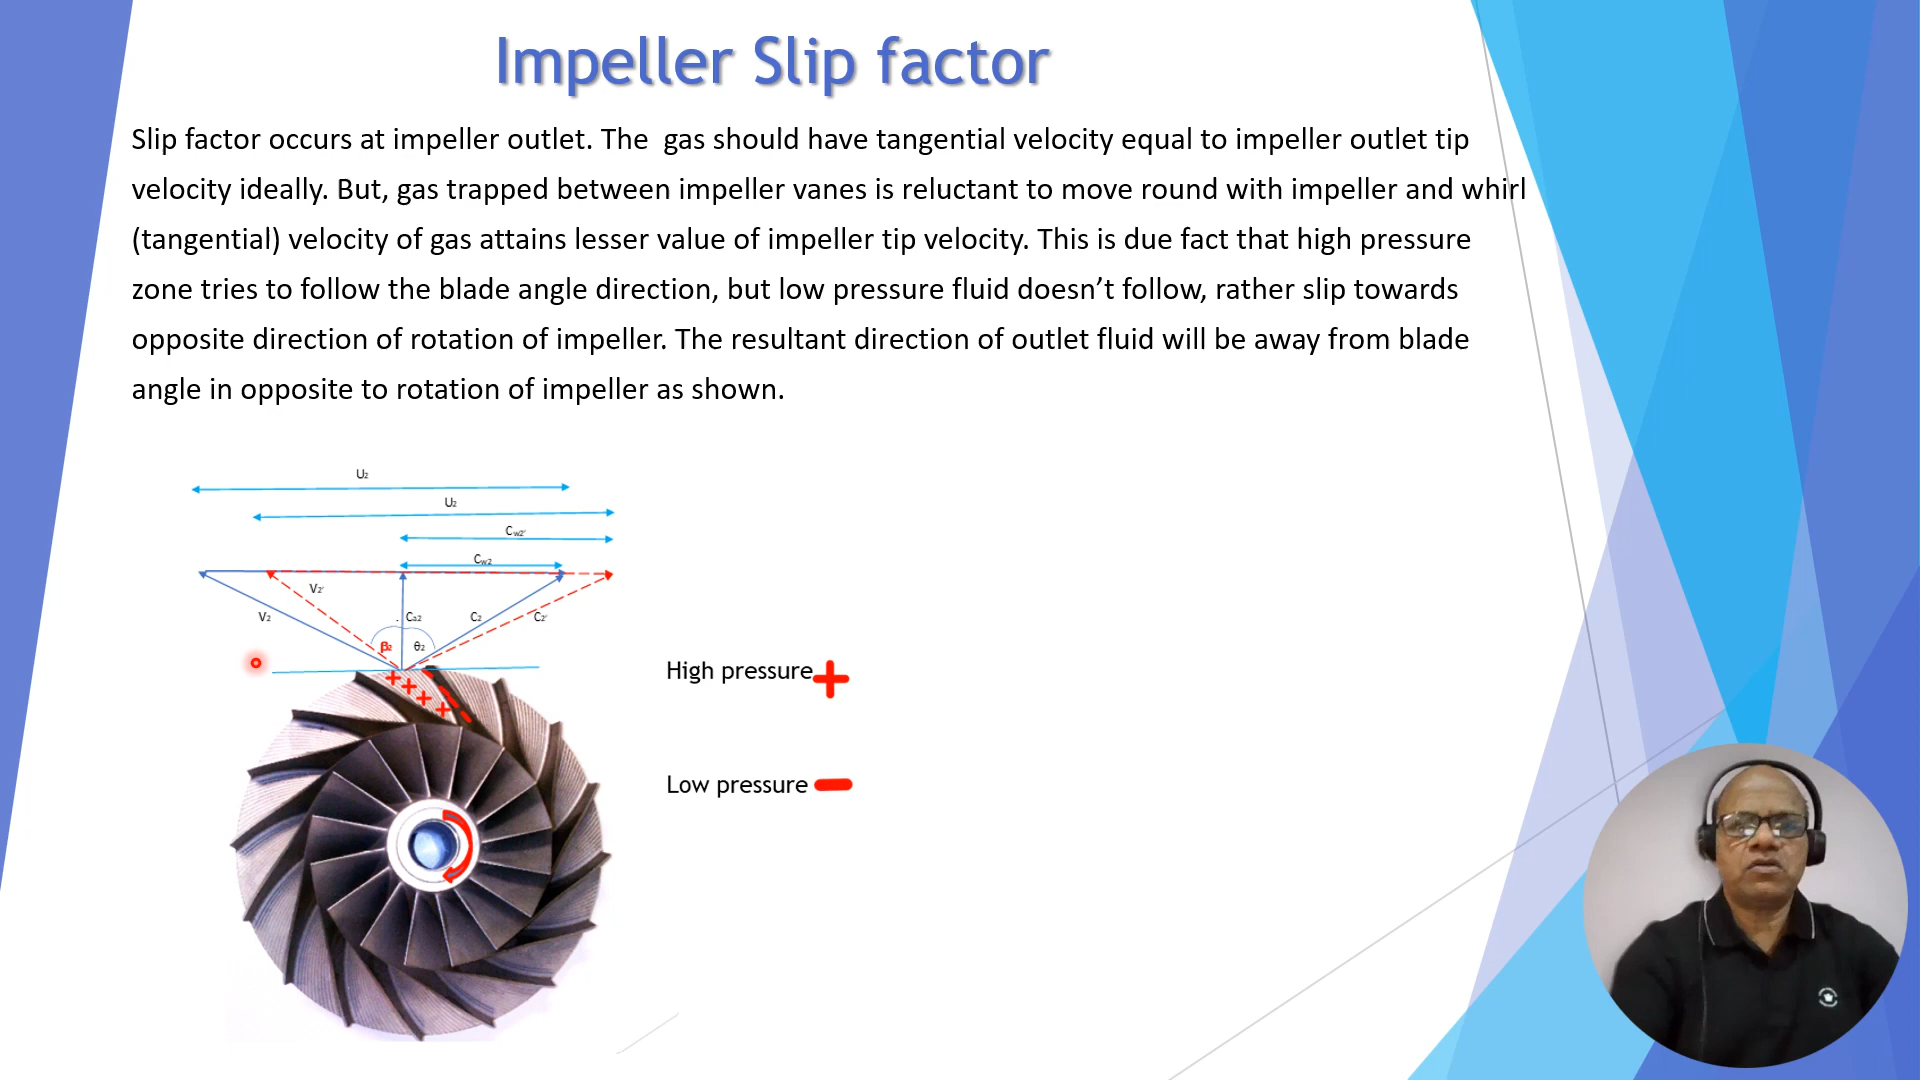 Impeller Slip factor
Slip factor occurs at impeller outlet. The  gas should have tangential velocity equal to impeller outlet tip
velocity ideally. But, gas trapped between impeller vanes is reluctant to move round with impeller and whirl
(tangential) velocity of gas attains lesser value of impeller tip velocity. This is due fact that high pressure
zone tries to follow the blade angle direction, but low pressure fluid doesn’t follow, rather slip towards
opposite direction of rotation of impeller. The resultant direction of outlet fluid will be away from blade
angle in opposite to rotation of impeller as shown.
U2
U2
Cw2'
Cw2
V2'
V2
Ca2
C2
C2'
β2
θ2
High pressure
Low pressure